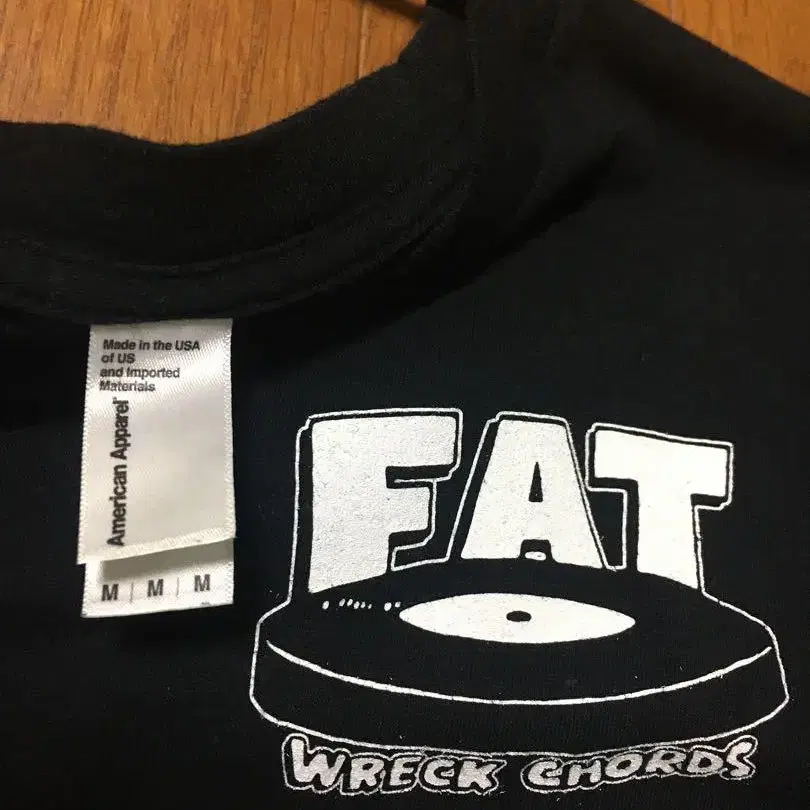 Made in the USA
of US
and Imported
Materials
American Apparel
M | M | M
FAT
WRECK CHORDS